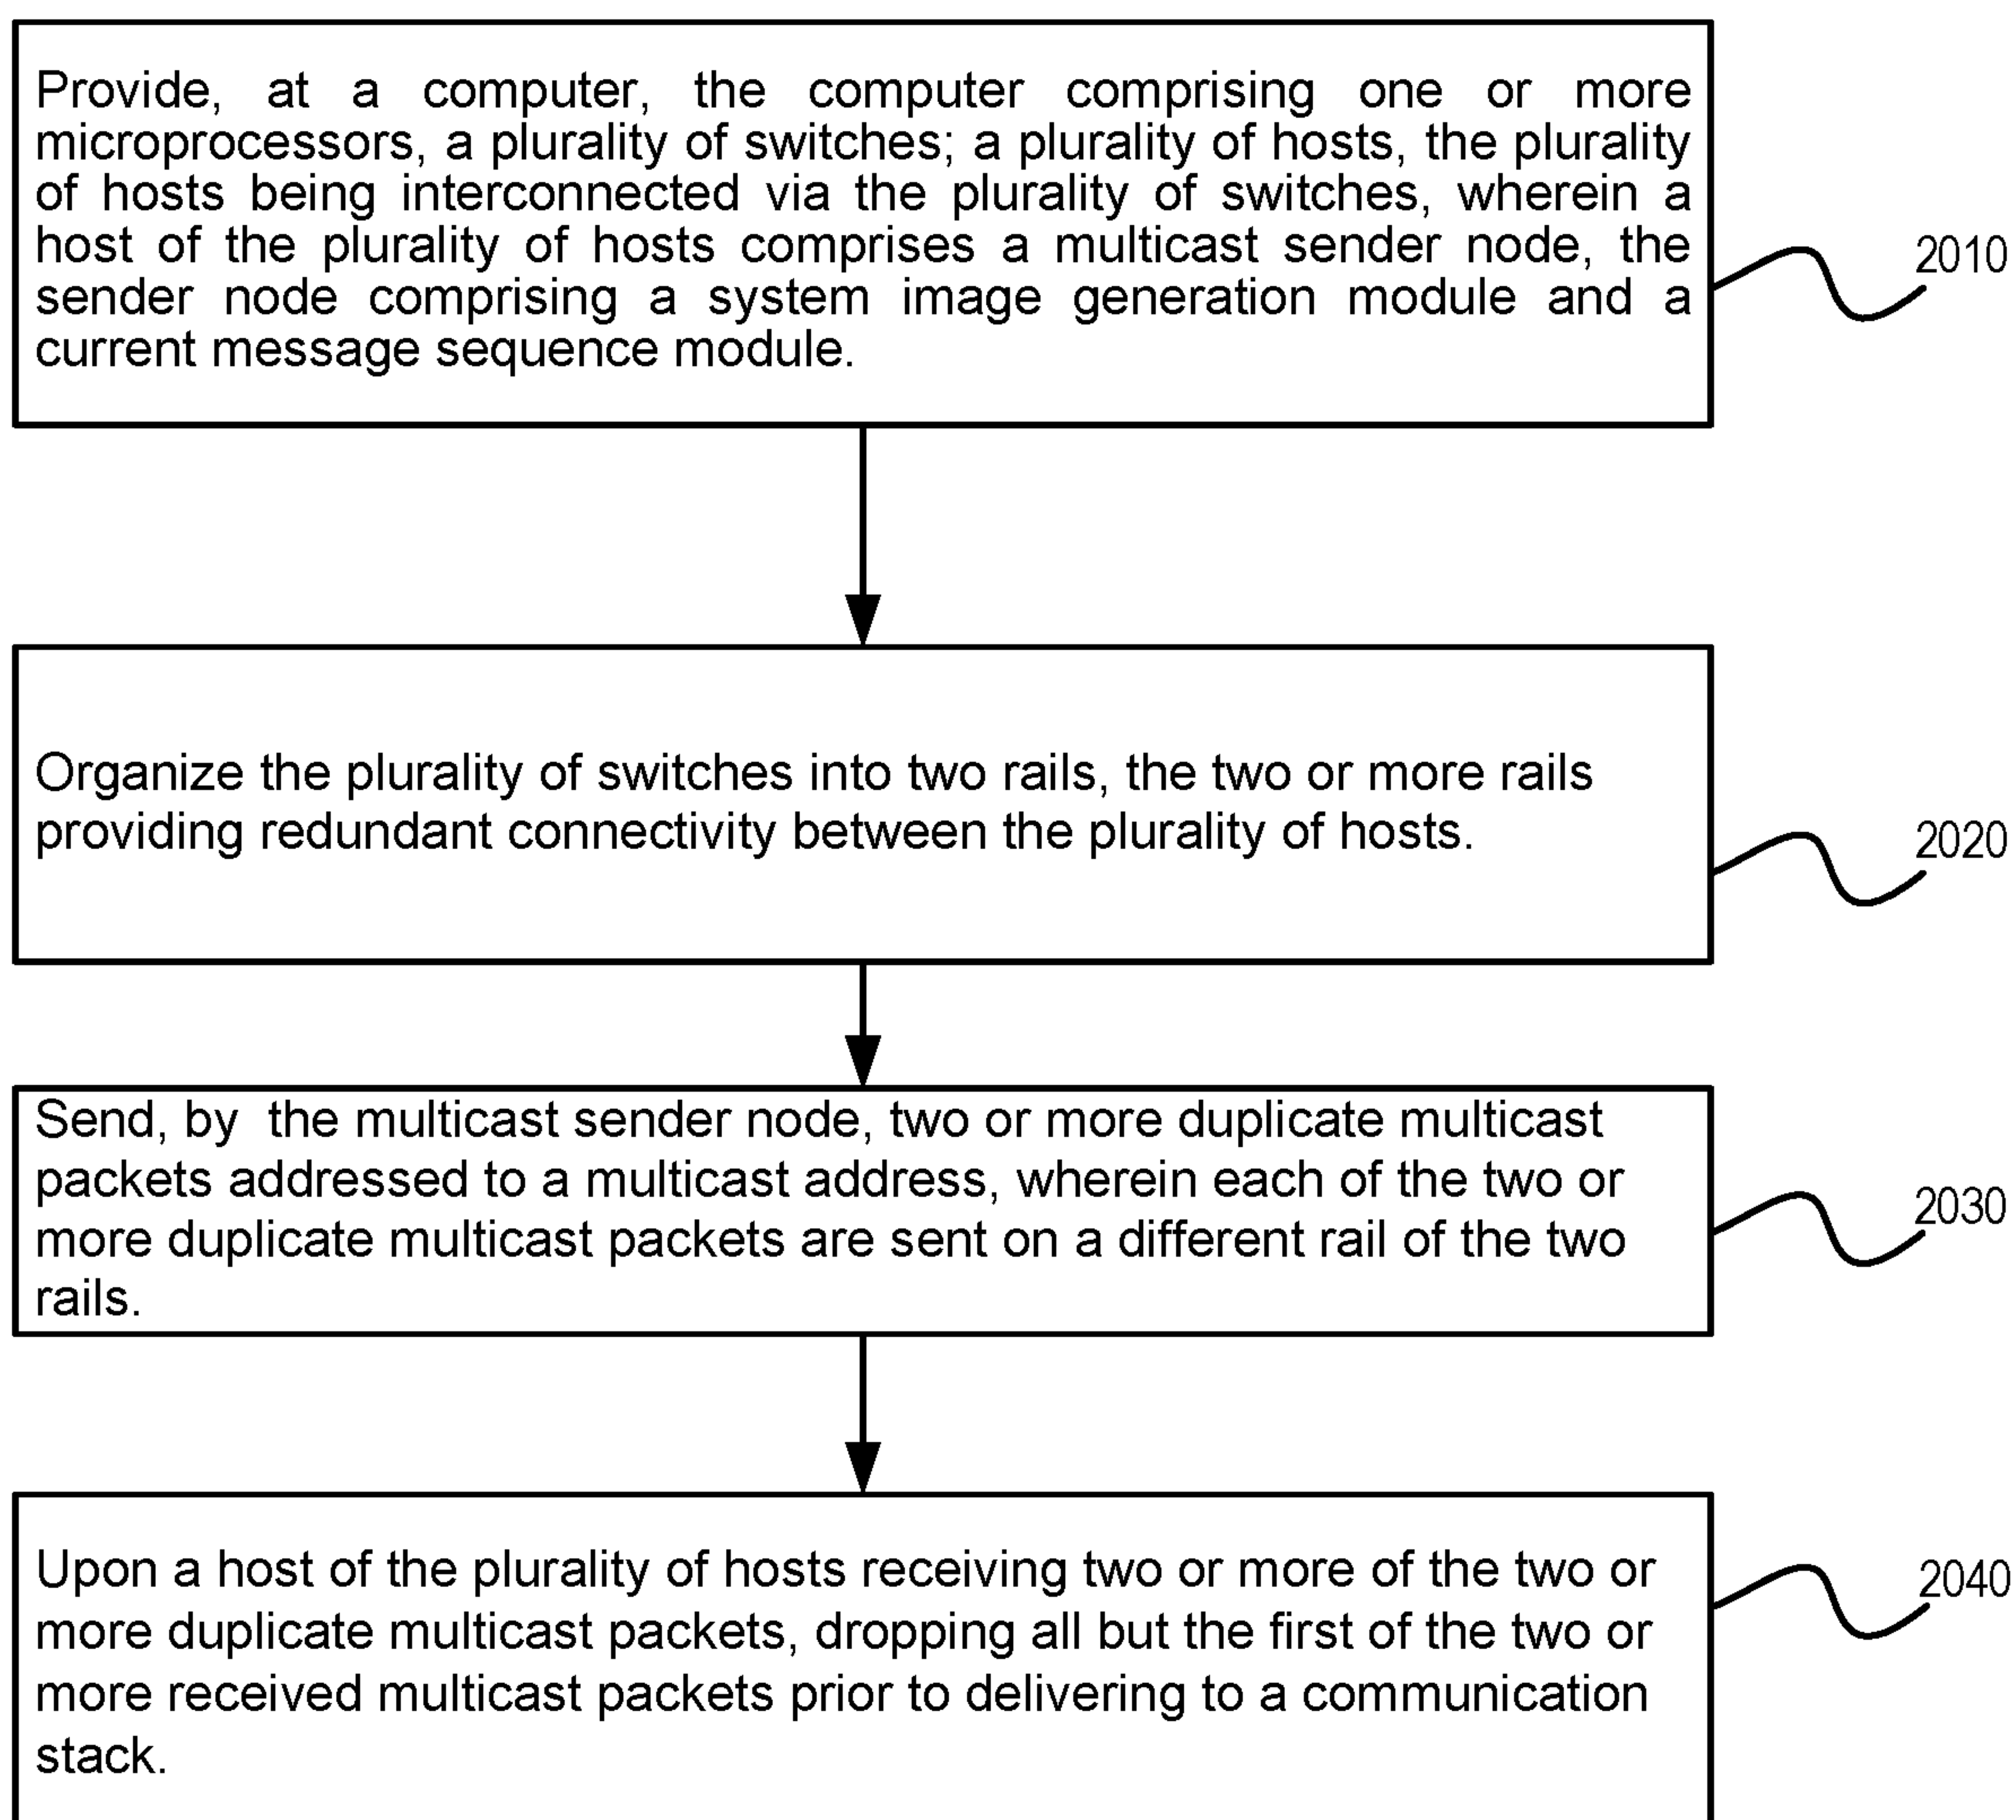 Provide, at a computer, the computer comprising one or more
microprocessors, a plurality of switches; a plurality of hosts, the plurality
of hosts being interconnected via the plurality of switches, wherein a
host of the plurality of hosts comprises a multicast sender node, the
sender node comprising a system image generation module and a
current message sequence module.
2010
Organize the plurality of switches into two rails, the two or more rails
providing redundant connectivity between the plurality of hosts.
2020
Send, by the multicast sender node, two or more duplicate multicast
packets addressed to a multicast address, wherein each of the two or
more duplicate multicast packets are sent on a different rail of the two
rails.
2030
Upon a host of the plurality of hosts receiving two or more of the two or
more duplicate multicast packets, dropping all but the first of the two or
more received multicast packets prior to delivering to a communication
stack.
2040